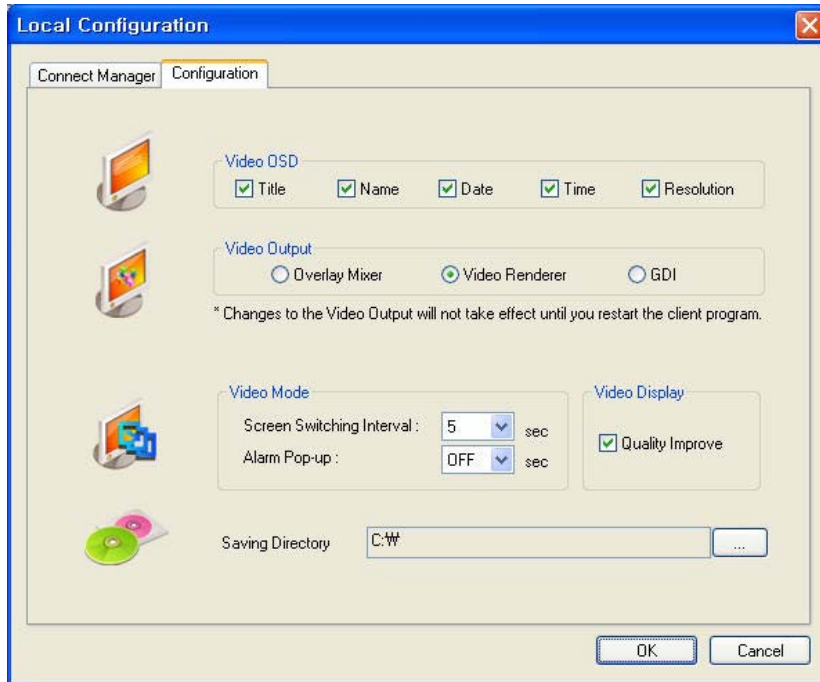 Local Configuration
Connect Manager Configuration
Video OSD
Title Name Date Time Resolution
Video Output
Overlay Mixer Video Renderer GDI
* Changes to the Video Output will not take effect until you restart the client program.
Video Mode Video Display
Screen Switching Interval : 5 sec
Quality Improve
Alarm Pop-up : OFF sec
Saving Directory C:₩ ...
OK Cancel